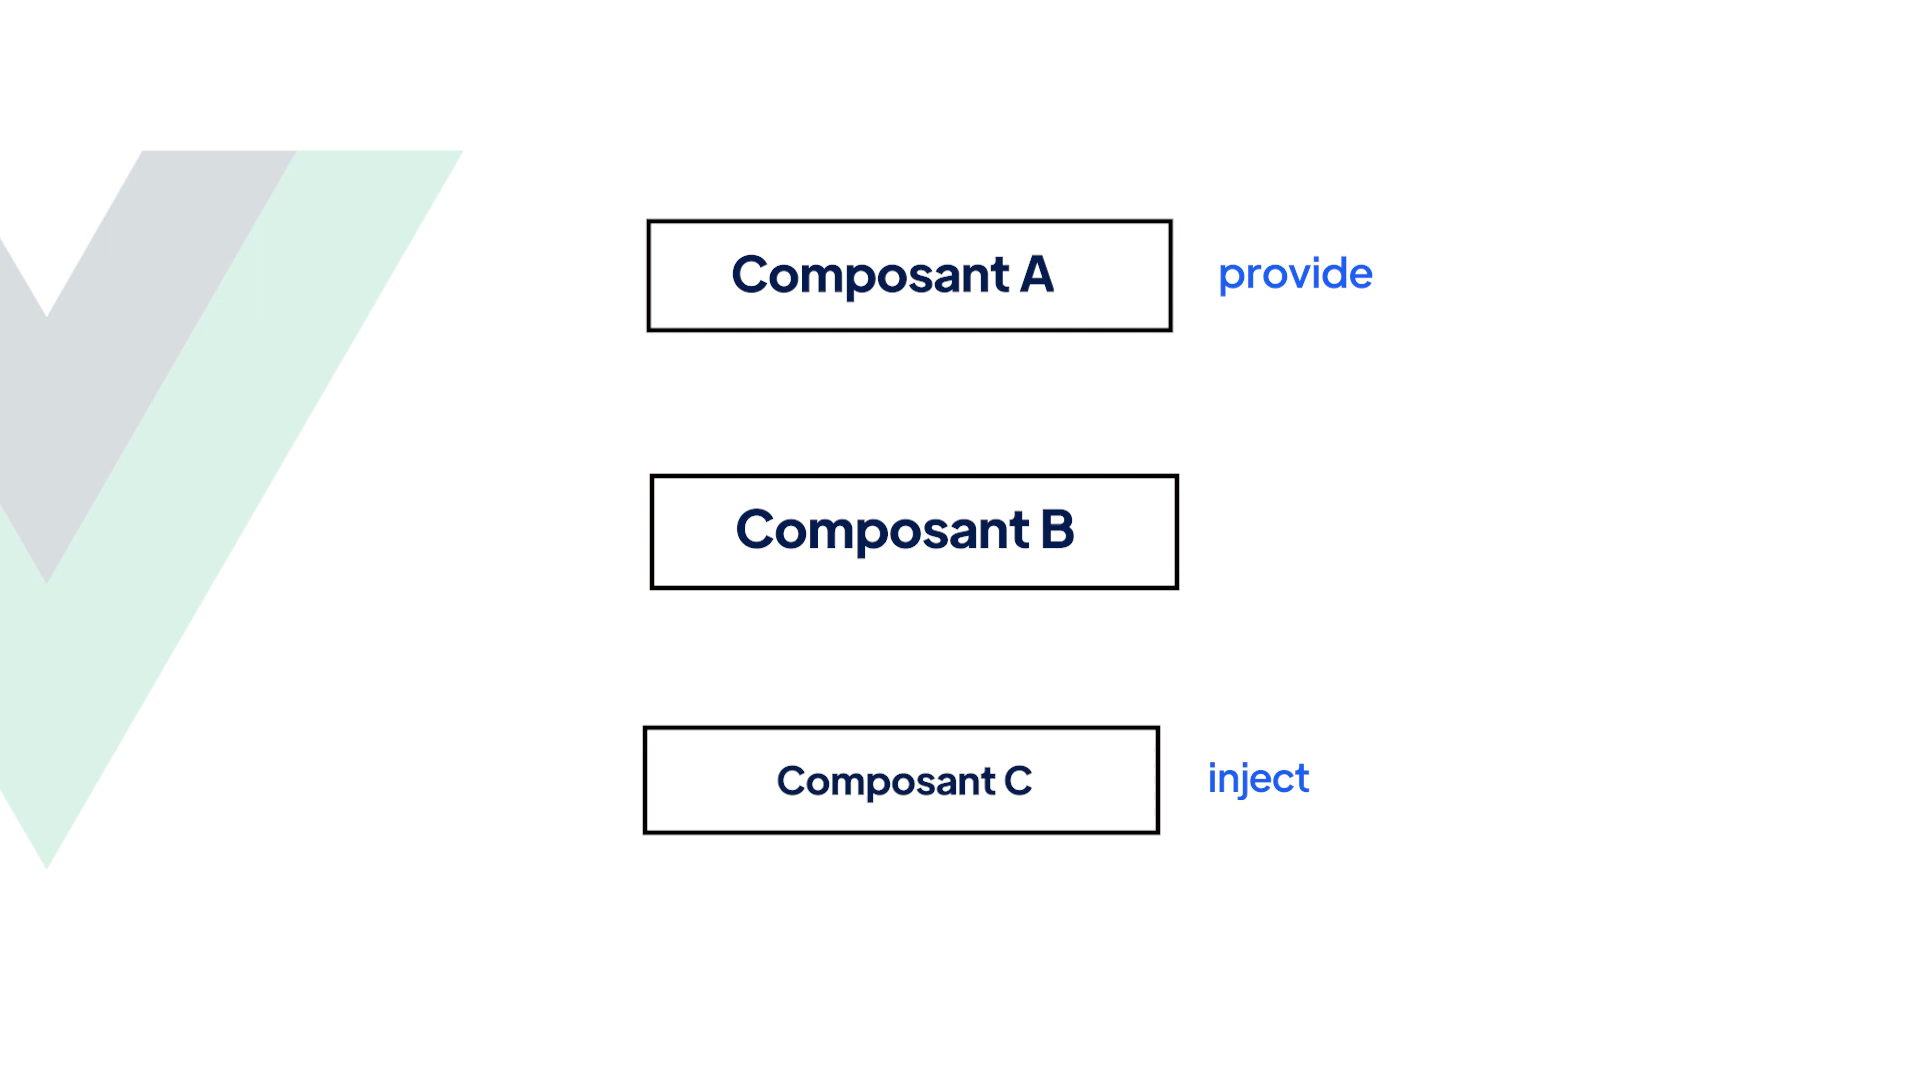 Composant A
provide
Composant B
Composant C
inject